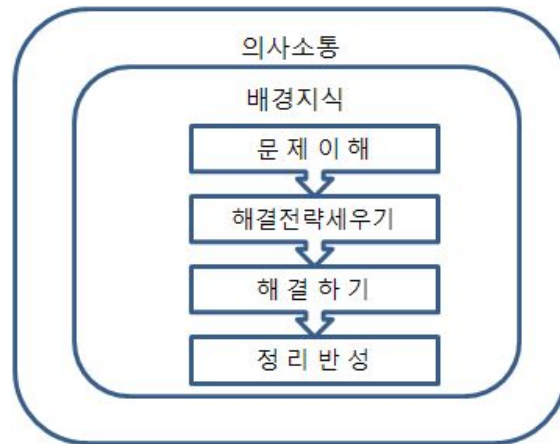 의사소통
배경지식
문 제 이 해
해결전략세우기
해 결 하 기
정 리 반 성